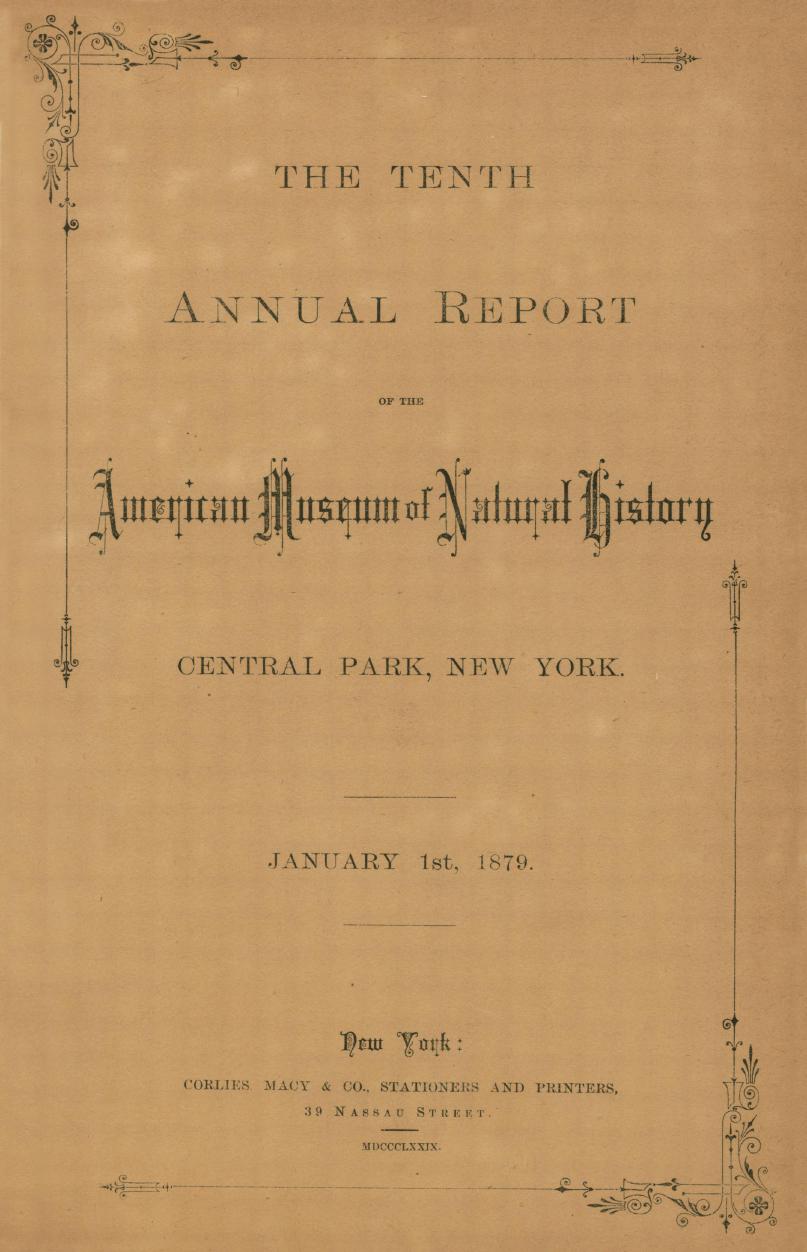 THE TENTH
ANNUAL REPORT
OF THE
American Museum of Natural History
CENTRAL PARK, NEW YORK.
JANUARY 1st, 1879.
New York:
CORLIES, MACY & CO., STATIONERS AND PRINTERS,
39 NASSAU STREET.
MDCCCLXXIX.